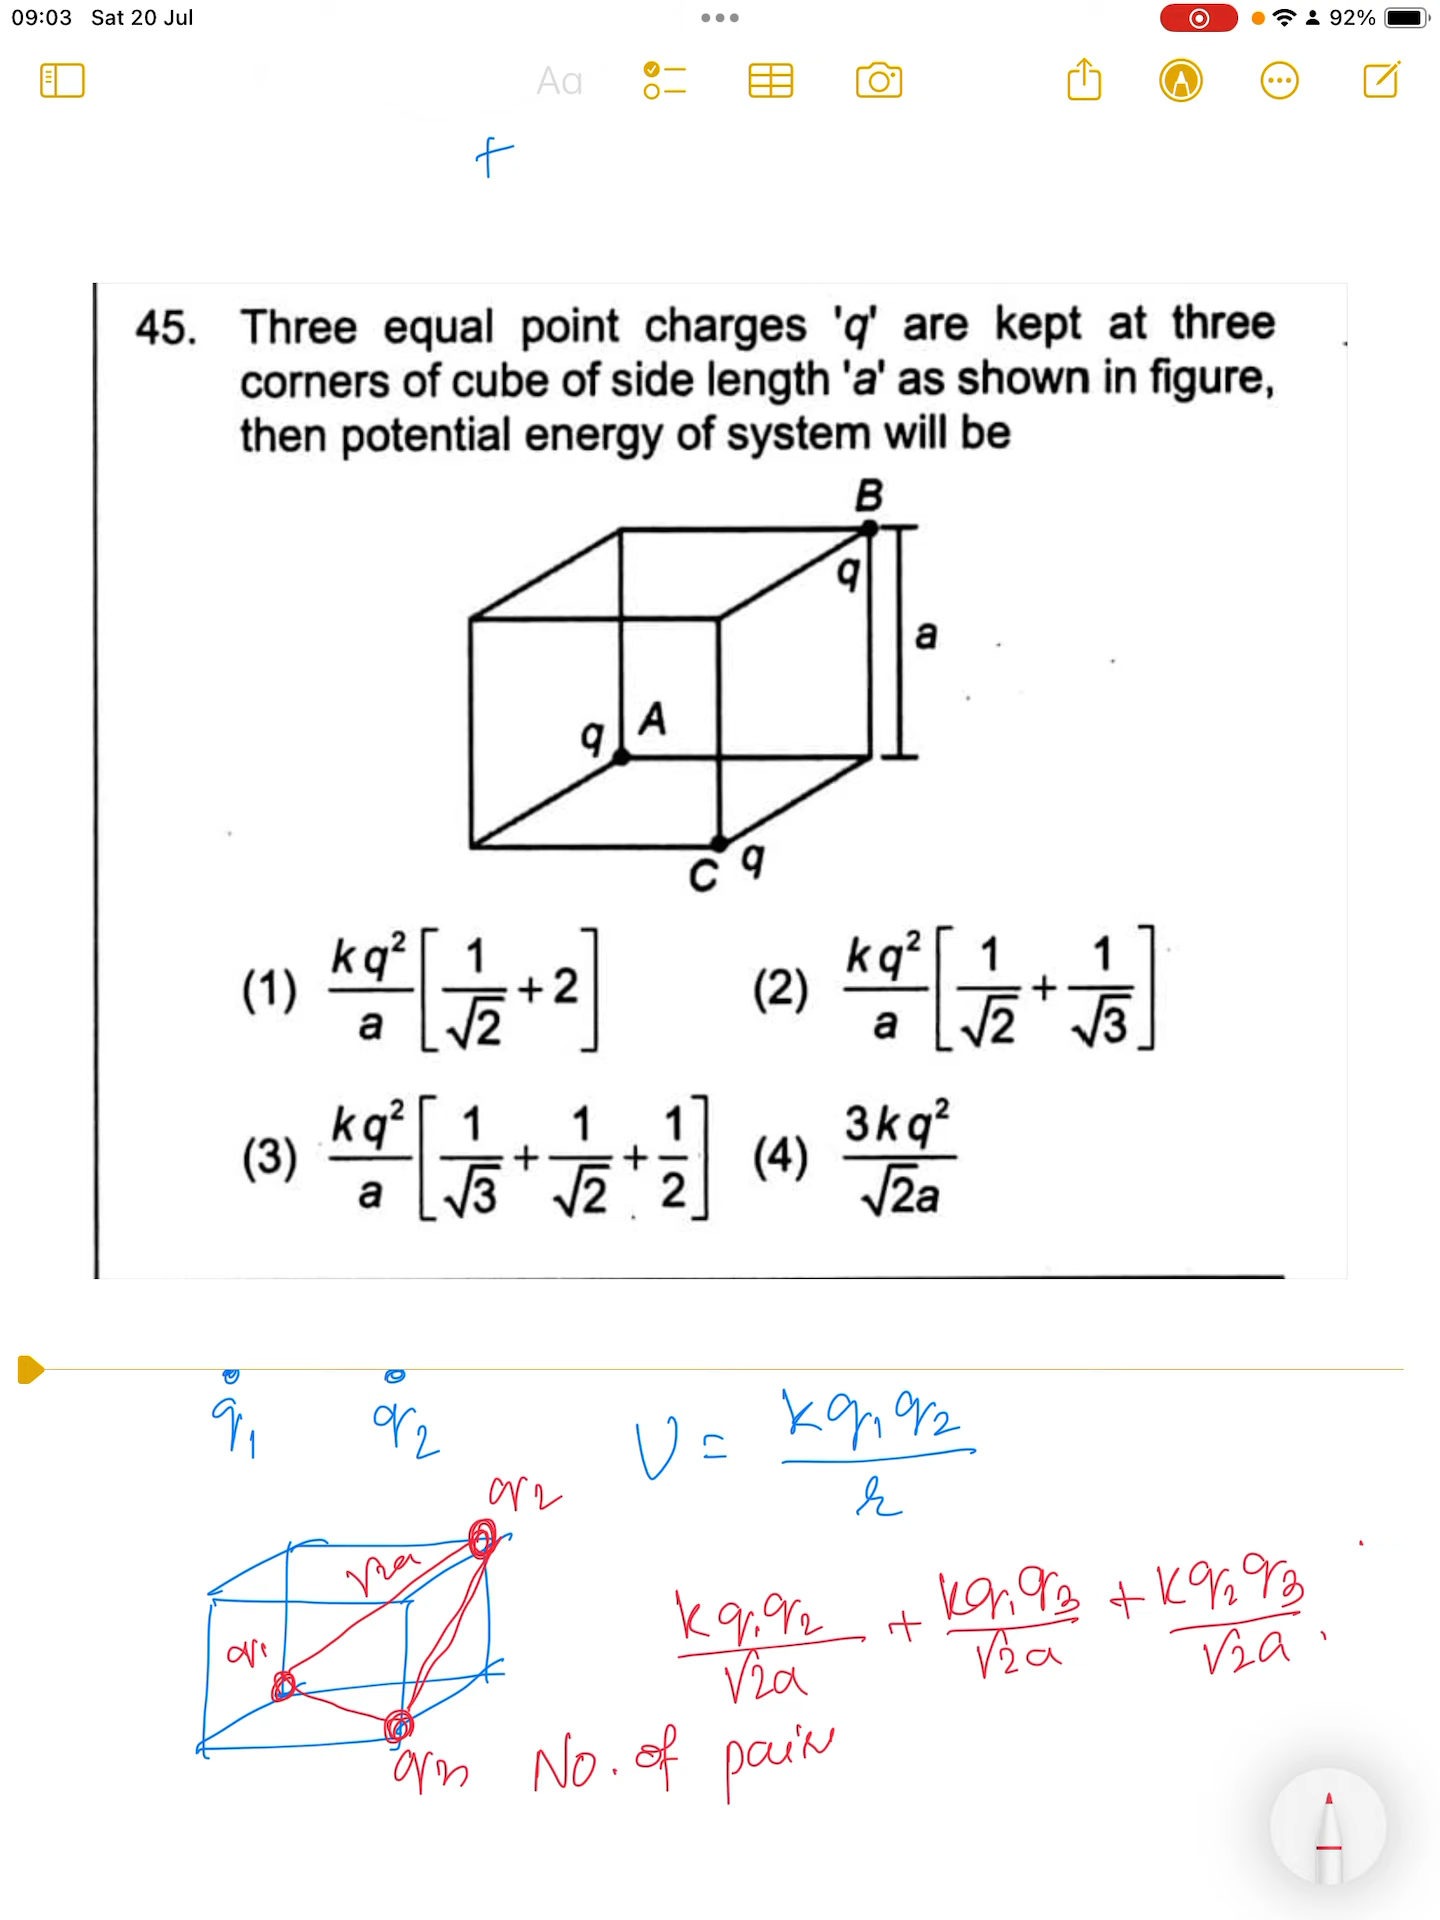 09:03 Sat 20 Jul
92%
Aa
+
45. Three equal point charges 'q' are kept at three
corners of cube of side length 'a' as shown in figure,
then potential energy of system will be
B
q
a
q A
C q
(1) kq²/a [1/√2 + 2] (2) kq²/a [1/√2 + 1/√3]
(3) kq²/a [1/√3 + 1/√2 + 1/2] (4) 3kq²/√2a
q1 q2 U = kq1q2/r
q2
√2a
q1
kq1q2/√2a + kq1q3/√2a + kq2q3/√2a
q3 No. of pairs